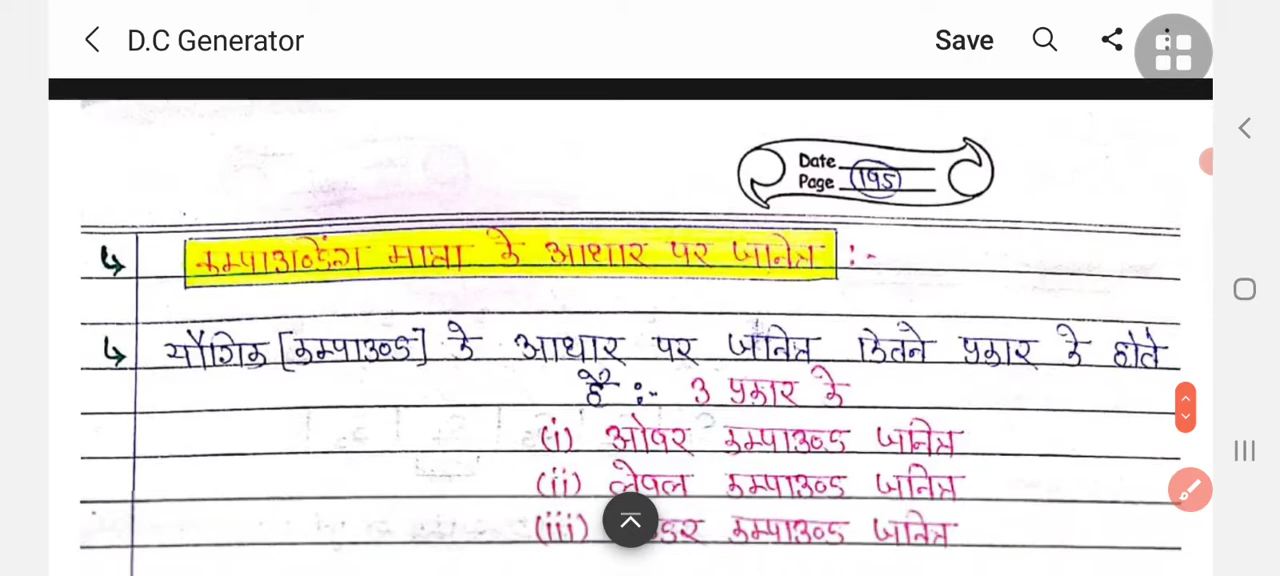 D.C Generator
Save
Date
Page 195
कम्पाउण्डिंग मात्रा के आधार पर जनित्र :-
यौगिक [कम्पाउण्ड] के आधार पर जनित्र कितने प्रकार के होते
हैं :- 3 प्रकार के
(i) ओवर कम्पाउण्ड जनित्र
(ii) लेवल कम्पाउण्ड जनित्र
(iii) कम्पाउण्ड जनित्र